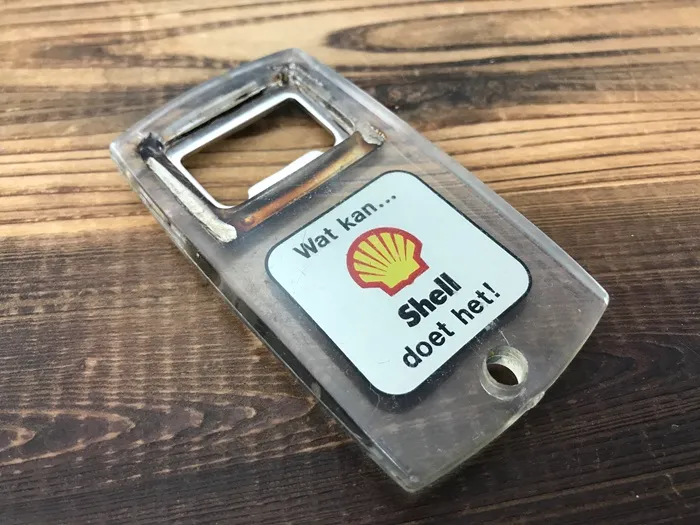 Wat kan...
Shell
doet het!